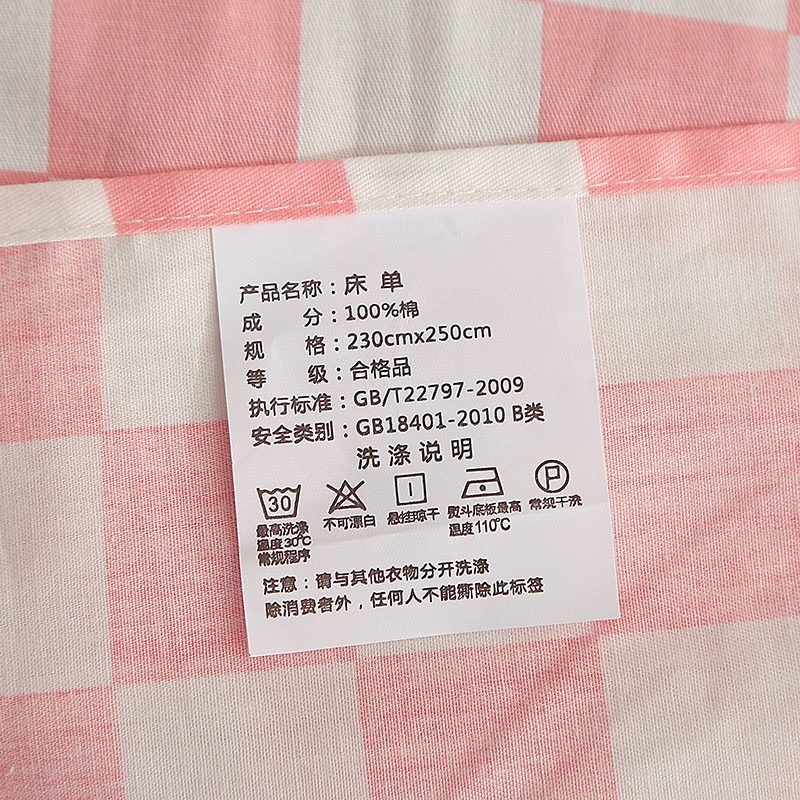 产品名称：床 单
成 分：100%棉
规 格：230cmx250cm
等 级：合格品
执行标准：GB/T22797-2009
安全类别：GB18401-2010 B类
洗涤说明
30 P
最高洗涤 不可漂白 悬挂晾干 熨斗底板最高 常规干洗
温度30℃ 温度110℃
常规程序
注意：请与其他衣物分开洗涤
除消费者外，任何人不能撕除此标签